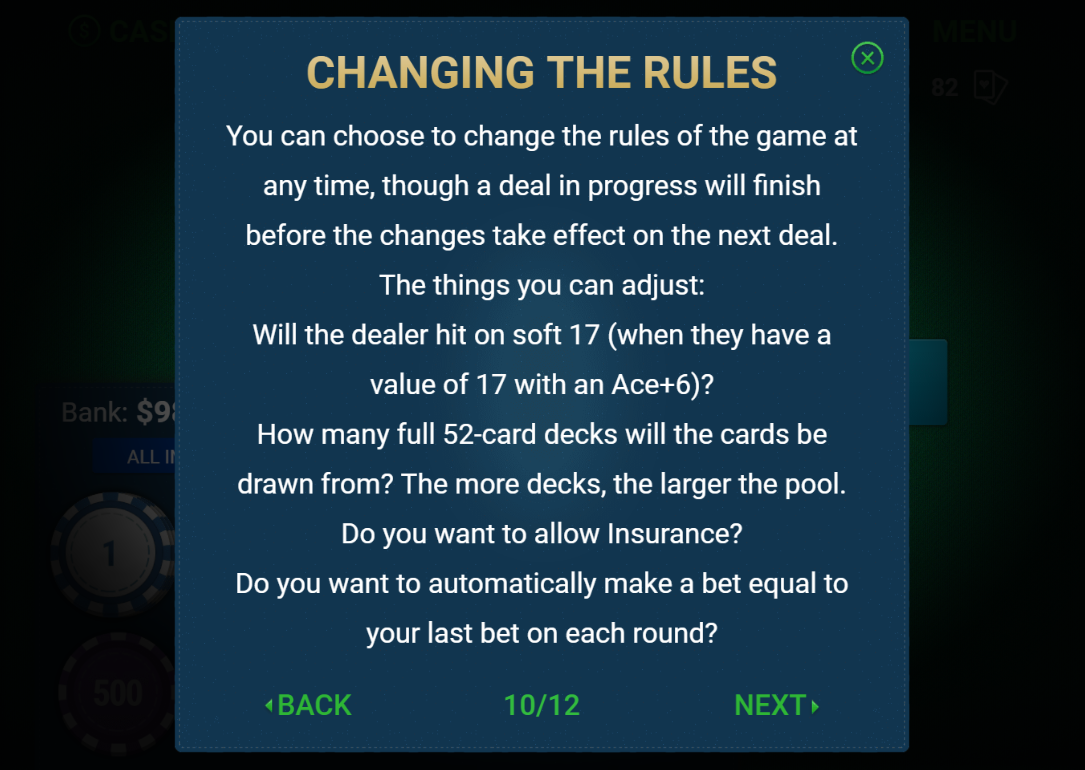 CAS
MENU
82
CHANGING THE RULES
You can choose to change the rules of the game at
any time, though a deal in progress will finish
before the changes take effect on the next deal.
The things you can adjust:
Will the dealer hit on soft 17 (when they have a
value of 17 with an Ace+6)?
How many full 52-card decks will the cards be
drawn from? The more decks, the larger the pool.
Do you want to allow Insurance?
Do you want to automatically make a bet equal to
your last bet on each round?
BACK
10/12
NEXT
Bank: $9
ALL I
1
500